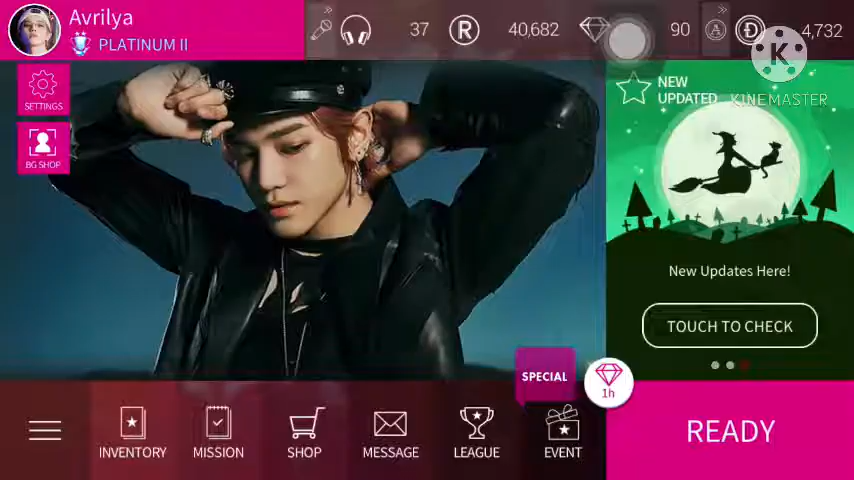 Avrilya
PLATINUM II
37
R
40,682
90
A
Đ
4,732
K
KINEMASTER
SETTINGS
BG SHOP
NEW
UPDATED
New Updates Here!
TOUCH TO CHECK
SPECIAL
1h
INVENTORY
MISSION
SHOP
MESSAGE
LEAGUE
EVENT
READY